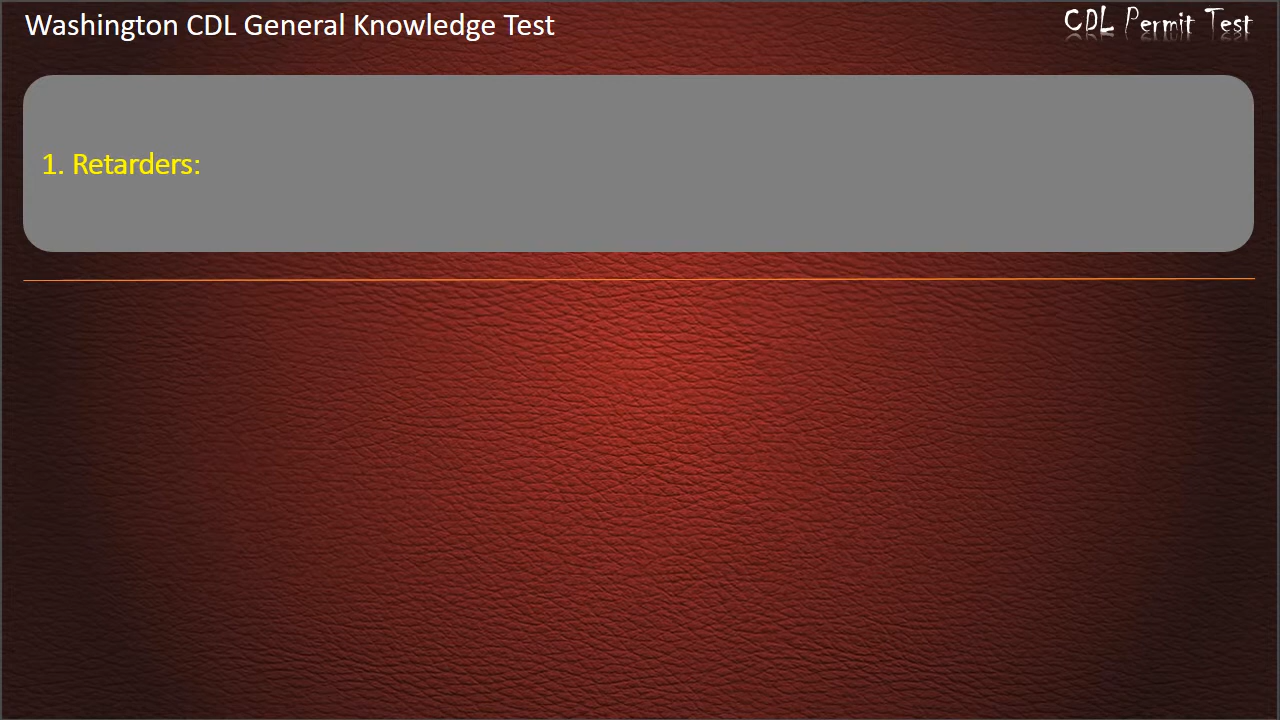 Washington CDL General Knowledge Test
CDL Permit Test
1. Retarders: